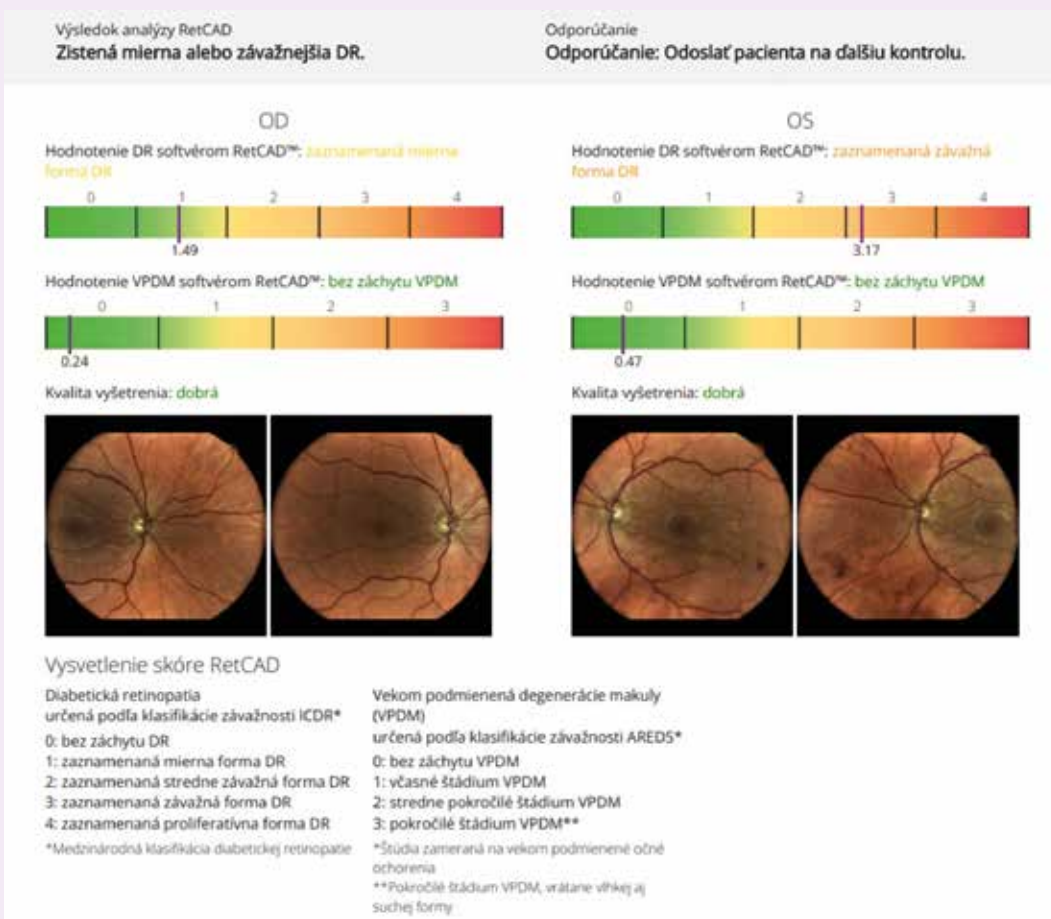 Výsledok analýzy RetCAD
Zistená mierna alebo závažnejšia DR.
Odporúčanie
Odporúčanie: Odoslať pacienta na ďalšiu kontrolu.
OD
Hodnotenie DR softvérom RetCAD™: zaznamenaná mierna
forma DR
0 1 2 3 4
1.49
Hodnotenie VPDM softvérom RetCAD™: bez záchytu VPDM
0 1 2 3
0.24
Kvalita vyšetrenia: dobrá
OS
Hodnotenie DR softvérom RetCAD™: zaznamenaná závažná
forma DR
0 1 2 3 4
3.17
Hodnotenie VPDM softvérom RetCAD™: bez záchytu VPDM
0 1 2 3
0.47
Kvalita vyšetrenia: dobrá
Vysvetlenie skóre RetCAD
Diabetická retinopatia
určená podľa klasifikácie závažnosti ICDR*
0: bez záchytu DR
1: zaznamenaná mierna forma DR
2: zaznamenaná stredne závažná forma DR
3: zaznamenaná závažná forma DR
4: zaznamenaná proliferatívna forma DR
*Medzinárodná klasifikácia diabetickej retinopatie
Vekom podmienená degenerácie makuly
(VPDM)
určená podľa klasifikácie závažnosti AREDS*
0: bez záchytu VPDM
1: včasné štádium VPDM
2: stredne pokročilé štádium VPDM
3: pokročilé štádium VPDM**
*Štúdia zameraná na vekom podmienené očné
ochorenia
**Pokročilé štádium VPDM, vrátane vlhkej aj
suchej formy